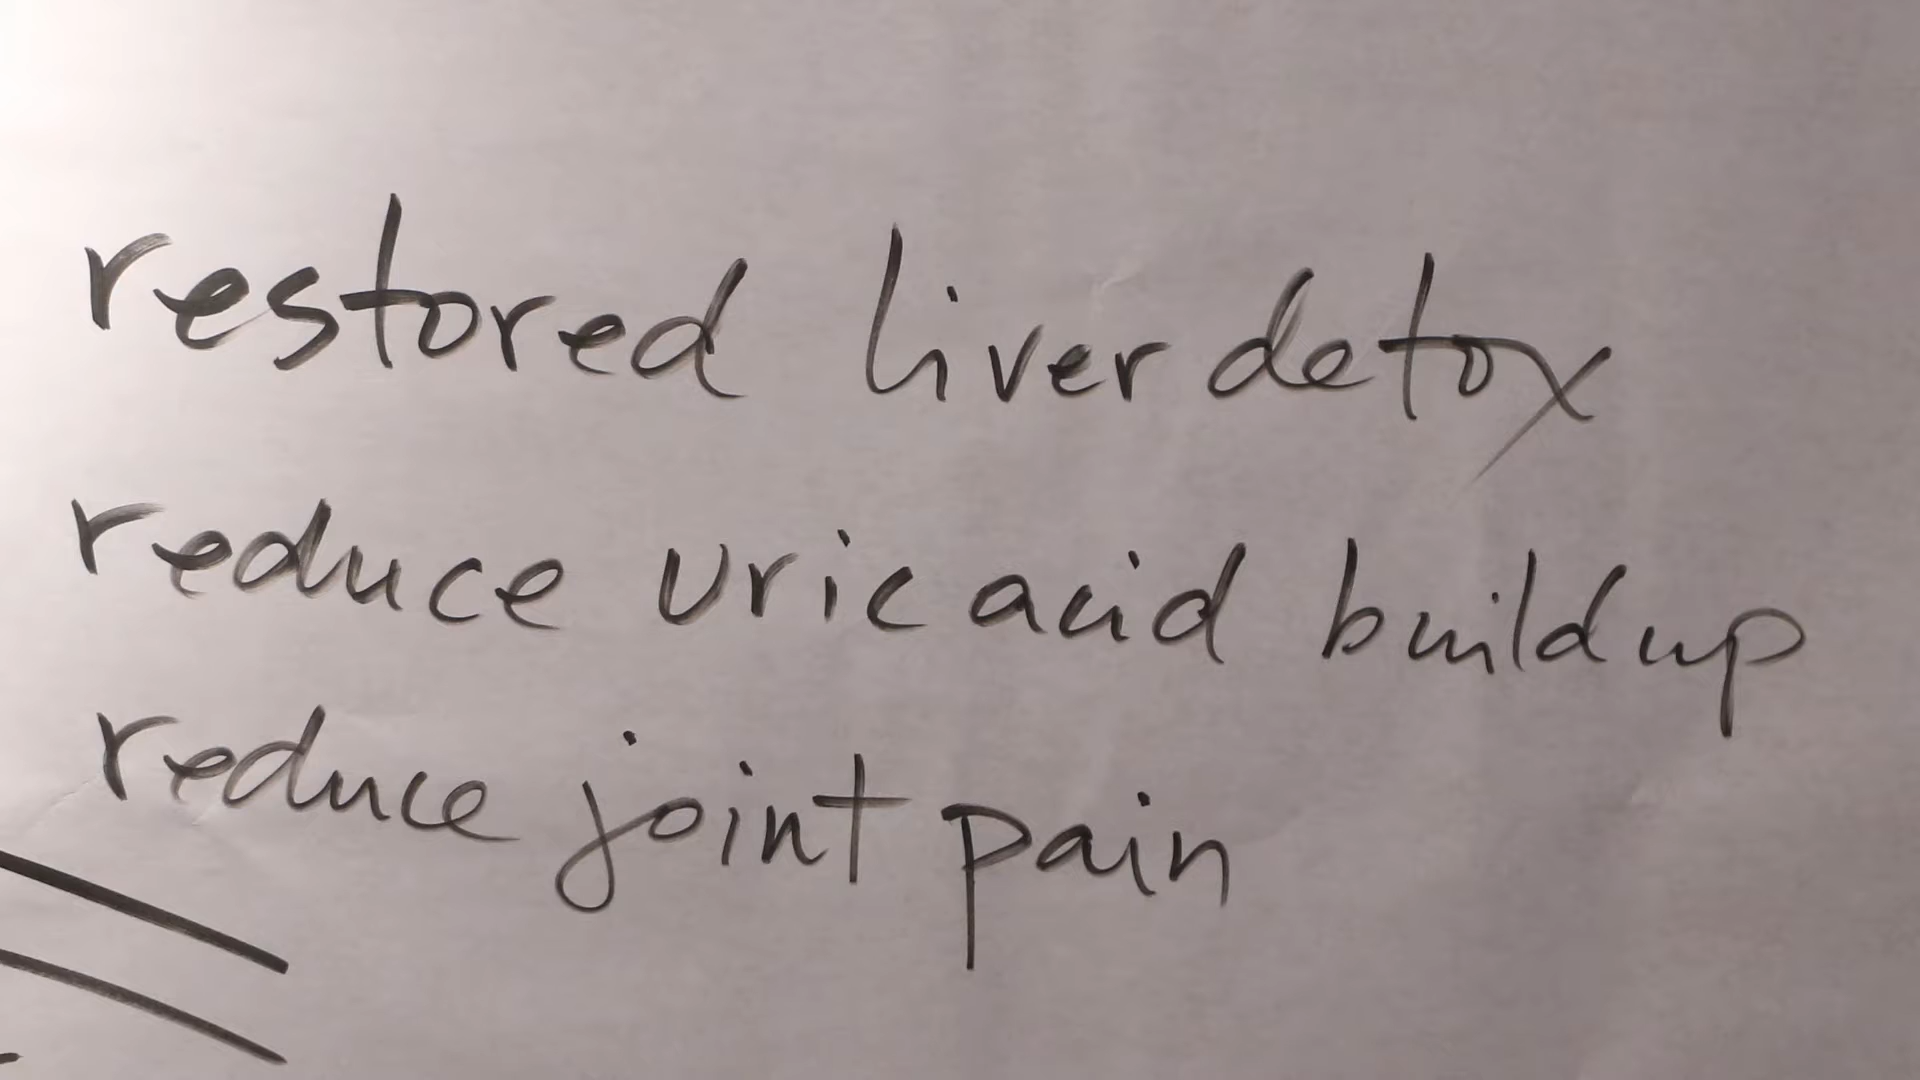 restored liver detox
reduce uric acid buildup
reduce joint pain